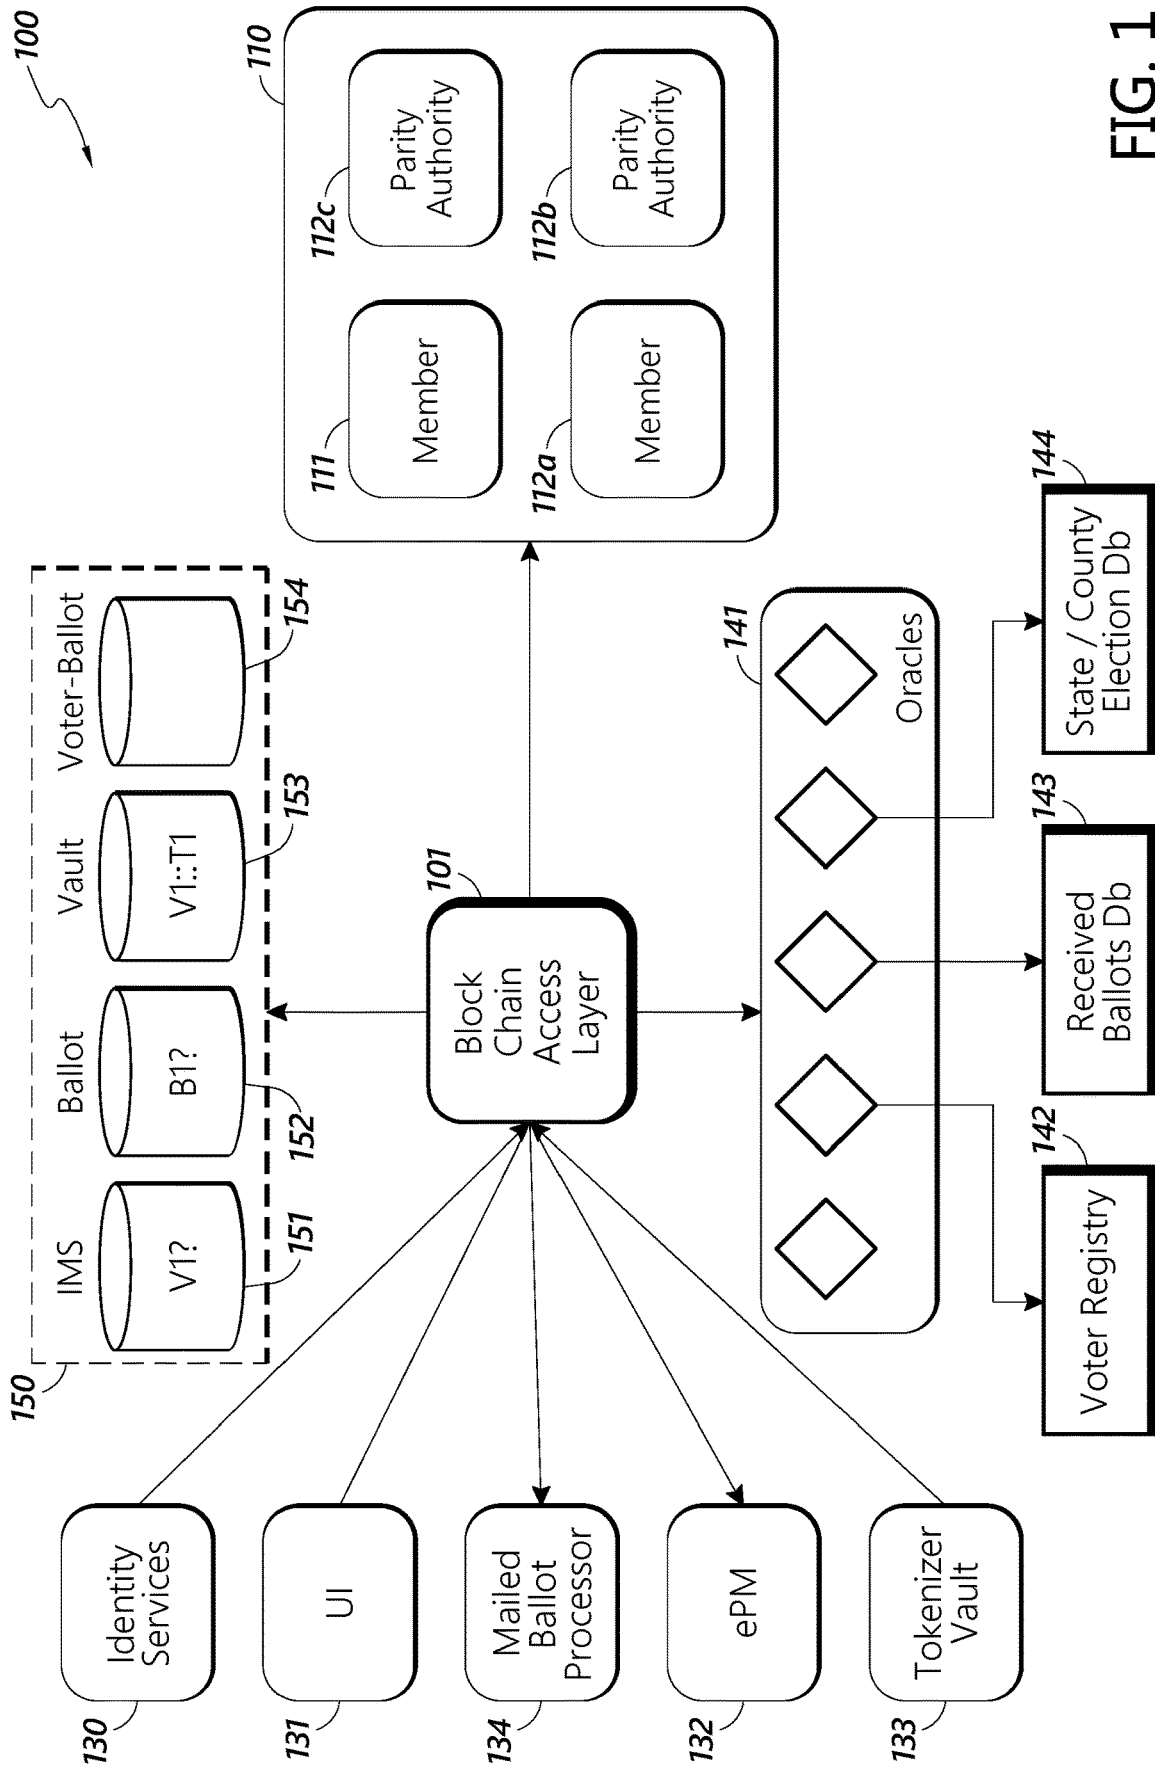 100
150
IMS
Ballot
Vault
Voter-Ballot
V1?
B1?
V1::T1
151
152
153
154
130
Identity
Services
131
UI
134
Mailed
Ballot
Processor
132
ePM
133
Tokenizer
Vault
101
Block
Chain
Access
Layer
110
111
Member
112c
Parity
Authority
112a
Member
112b
Parity
Authority
141
Oracles
142
Voter Registry
143
Received
Ballots Db
144
State / County
Election Db
FIG. 1